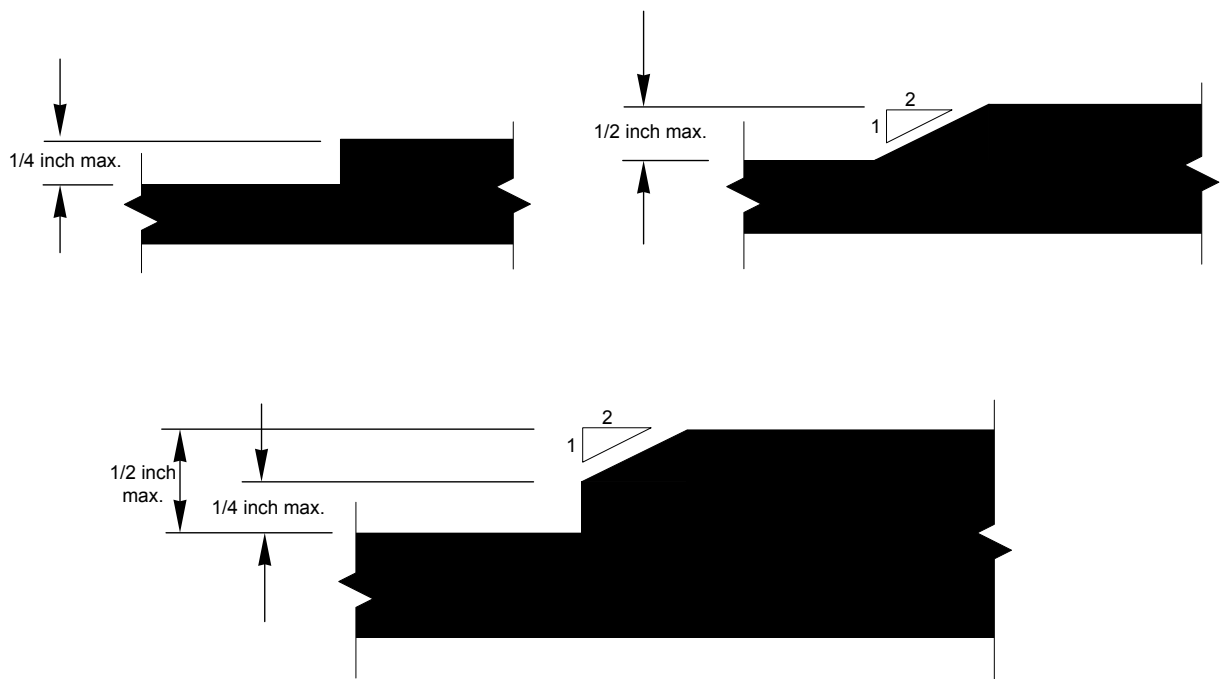 1/4 inch max.
1/2 inch max.
2
1
1/2 inch
max.
1/4 inch max.
2
1